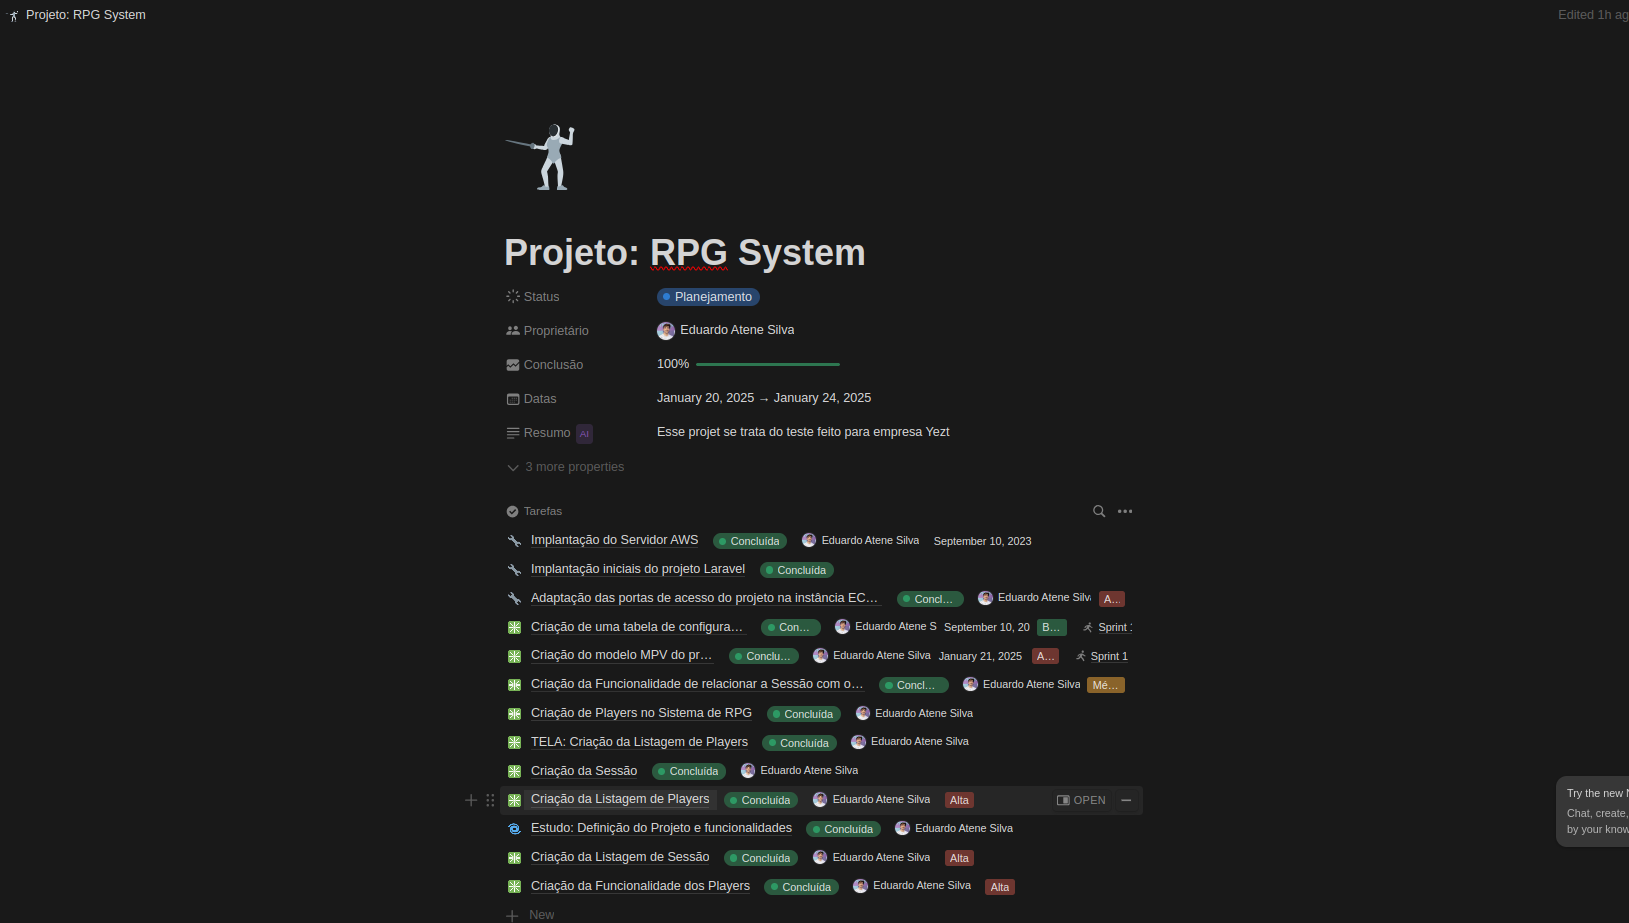 Projeto: RPG System
Edited 1h ag
Projeto: RPG System
Status Planejamento
Proprietário Eduardo Atene Silva
Conclusão 100%
Datas January 20, 2025 → January 24, 2025
Resumo AI Esse projet se trata do teste feito para empresa Yezt
3 more properties
Tarefas
Implantação do Servidor AWS Concluída Eduardo Atene Silva September 10, 2023
Implantação iniciais do projeto Laravel Concluída
Adaptação das portas de acesso do projeto na instância EC… Concl… Eduardo Atene Silva A…
Criação de uma tabela de configura… Con… Eduardo Atene S September 10, 20 B… Sprint 1
Criação do modelo MPV do pr… Conclu… Eduardo Atene Silva January 21, 2025 A… Sprint 1
Criação da Funcionalidade de relacionar a Sessão com o… Concl… Eduardo Atene Silva Mé…
Criação de Players no Sistema de RPG Concluída Eduardo Atene Silva
TELA: Criação da Listagem de Players Concluída Eduardo Atene Silva
Criação da Sessão Concluída Eduardo Atene Silva
Criação da Listagem de Players Concluída Eduardo Atene Silva Alta OPEN
Estudo: Definição do Projeto e funcionalidades Concluída Eduardo Atene Silva
Criação da Listagem de Sessão Concluída Eduardo Atene Silva Alta
Criação da Funcionalidade dos Players Concluída Eduardo Atene Silva Alta
New
Try the new N
Chat, create,
by your know